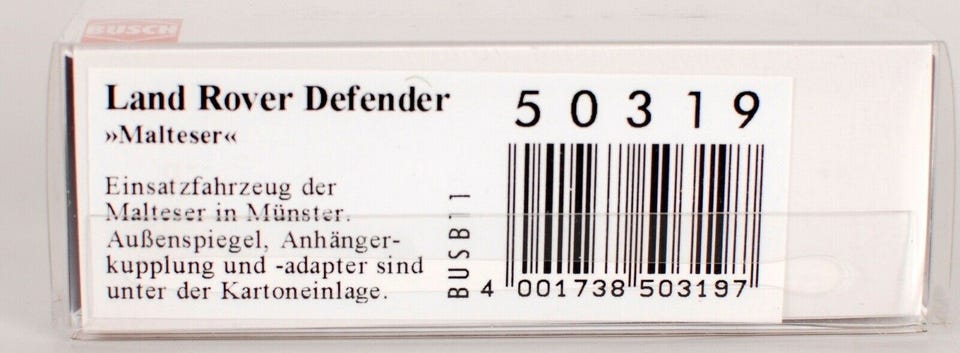 BUSCH
Land Rover Defender
»Malteser«
Einsatzfahrzeug der
Malteser in Münster.
Außenspiegel, Anhänger-
kupplung und -adapter sind
unter der Kartoneinlage.
BUSB11
50319
4 001738 503197